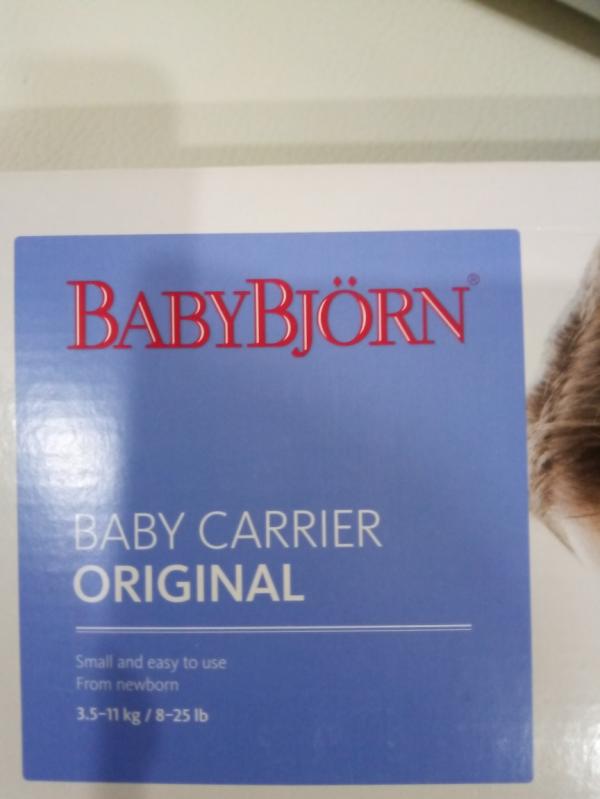 BABYBJÖRN®
BABY CARRIER
ORIGINAL
Small and easy to use
From newborn
3.5–11 kg / 8–25 lb